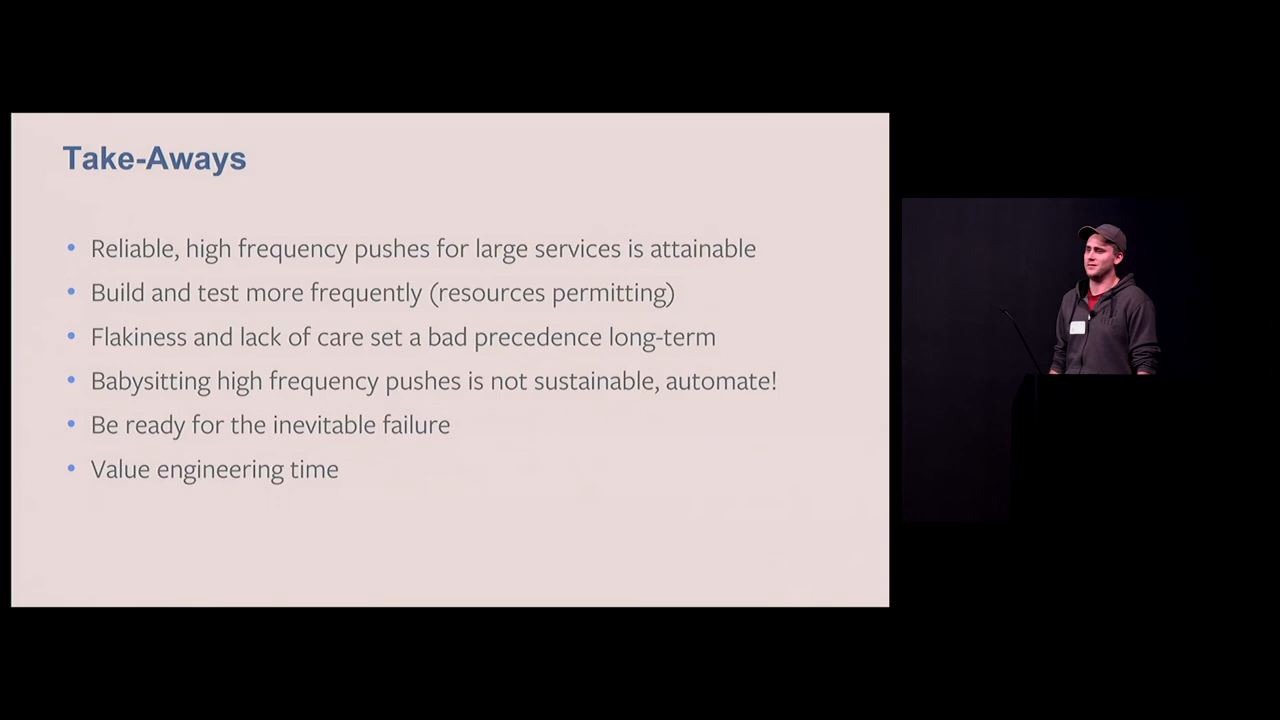 Take-Aways
• Reliable, high frequency pushes for large services is attainable
• Build and test more frequently (resources permitting)
• Flakiness and lack of care set a bad precedence long-term
• Babysitting high frequency pushes is not sustainable, automate!
• Be ready for the inevitable failure
• Value engineering time